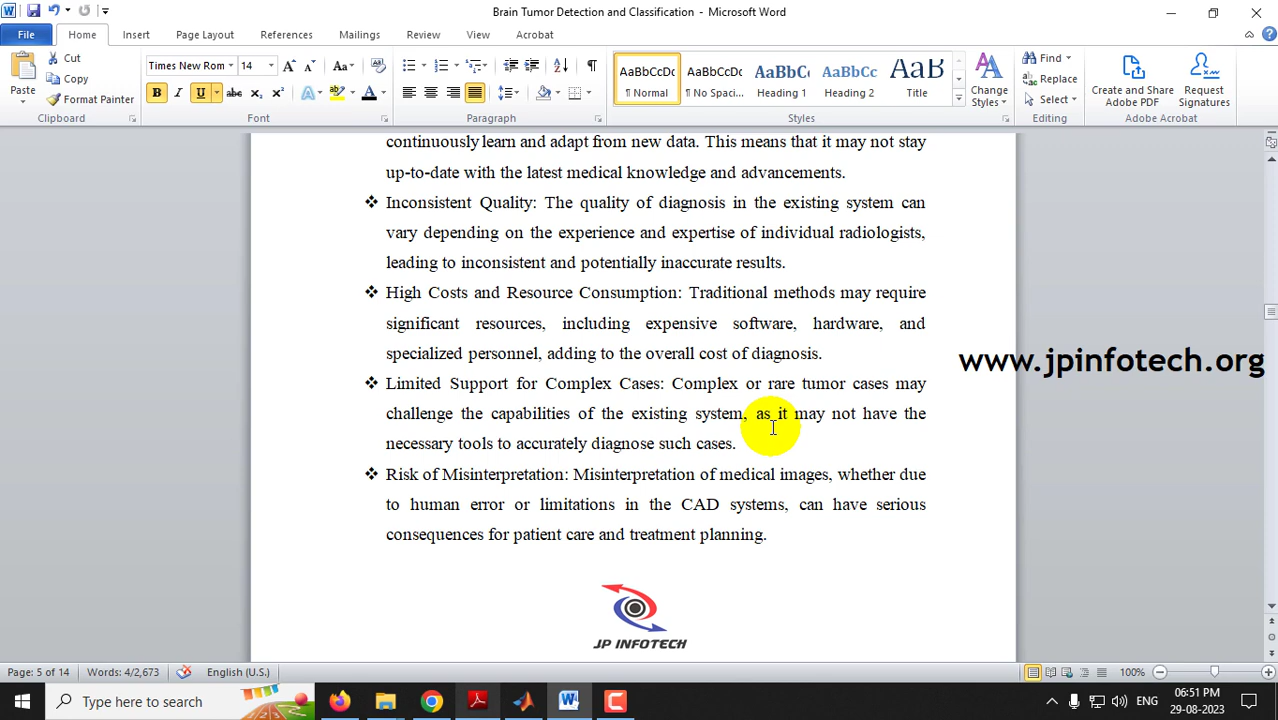 Brain Tumor Detection and Classification - Microsoft Word
File Home Insert Page Layout References Mailings Review View Acrobat
Paste
Cut
Copy
Format Painter
Clipboard
Times New Rom 14
Font
Paragraph
AaBbCcDc AaBbCcDc AaBbCc AaBbCc AaB
¶ Normal ¶ No Spaci... Heading 1 Heading 2 Title
Change Styles
Styles
Find
Replace
Select
Editing
Create and Share Adobe PDF
Request Signatures
Adobe Acrobat
continuously learn and adapt from new data. This means that it may not stay
up-to-date with the latest medical knowledge and advancements.
❖ Inconsistent Quality: The quality of diagnosis in the existing system can
vary depending on the experience and expertise of individual radiologists,
leading to inconsistent and potentially inaccurate results.
❖ High Costs and Resource Consumption: Traditional methods may require
significant resources, including expensive software, hardware, and
specialized personnel, adding to the overall cost of diagnosis.
www.jpinfotech.org
❖ Limited Support for Complex Cases: Complex or rare tumor cases may
challenge the capabilities of the existing system, as it may not have the
necessary tools to accurately diagnose such cases.
❖ Risk of Misinterpretation: Misinterpretation of medical images, whether due
to human error or limitations in the CAD systems, can have serious
consequences for patient care and treatment planning.
JP INFOTECH
Page: 5 of 14 Words: 4/2,673 English (U.S.) 100%
Type here to search
ENG
06:51 PM
29-08-2023